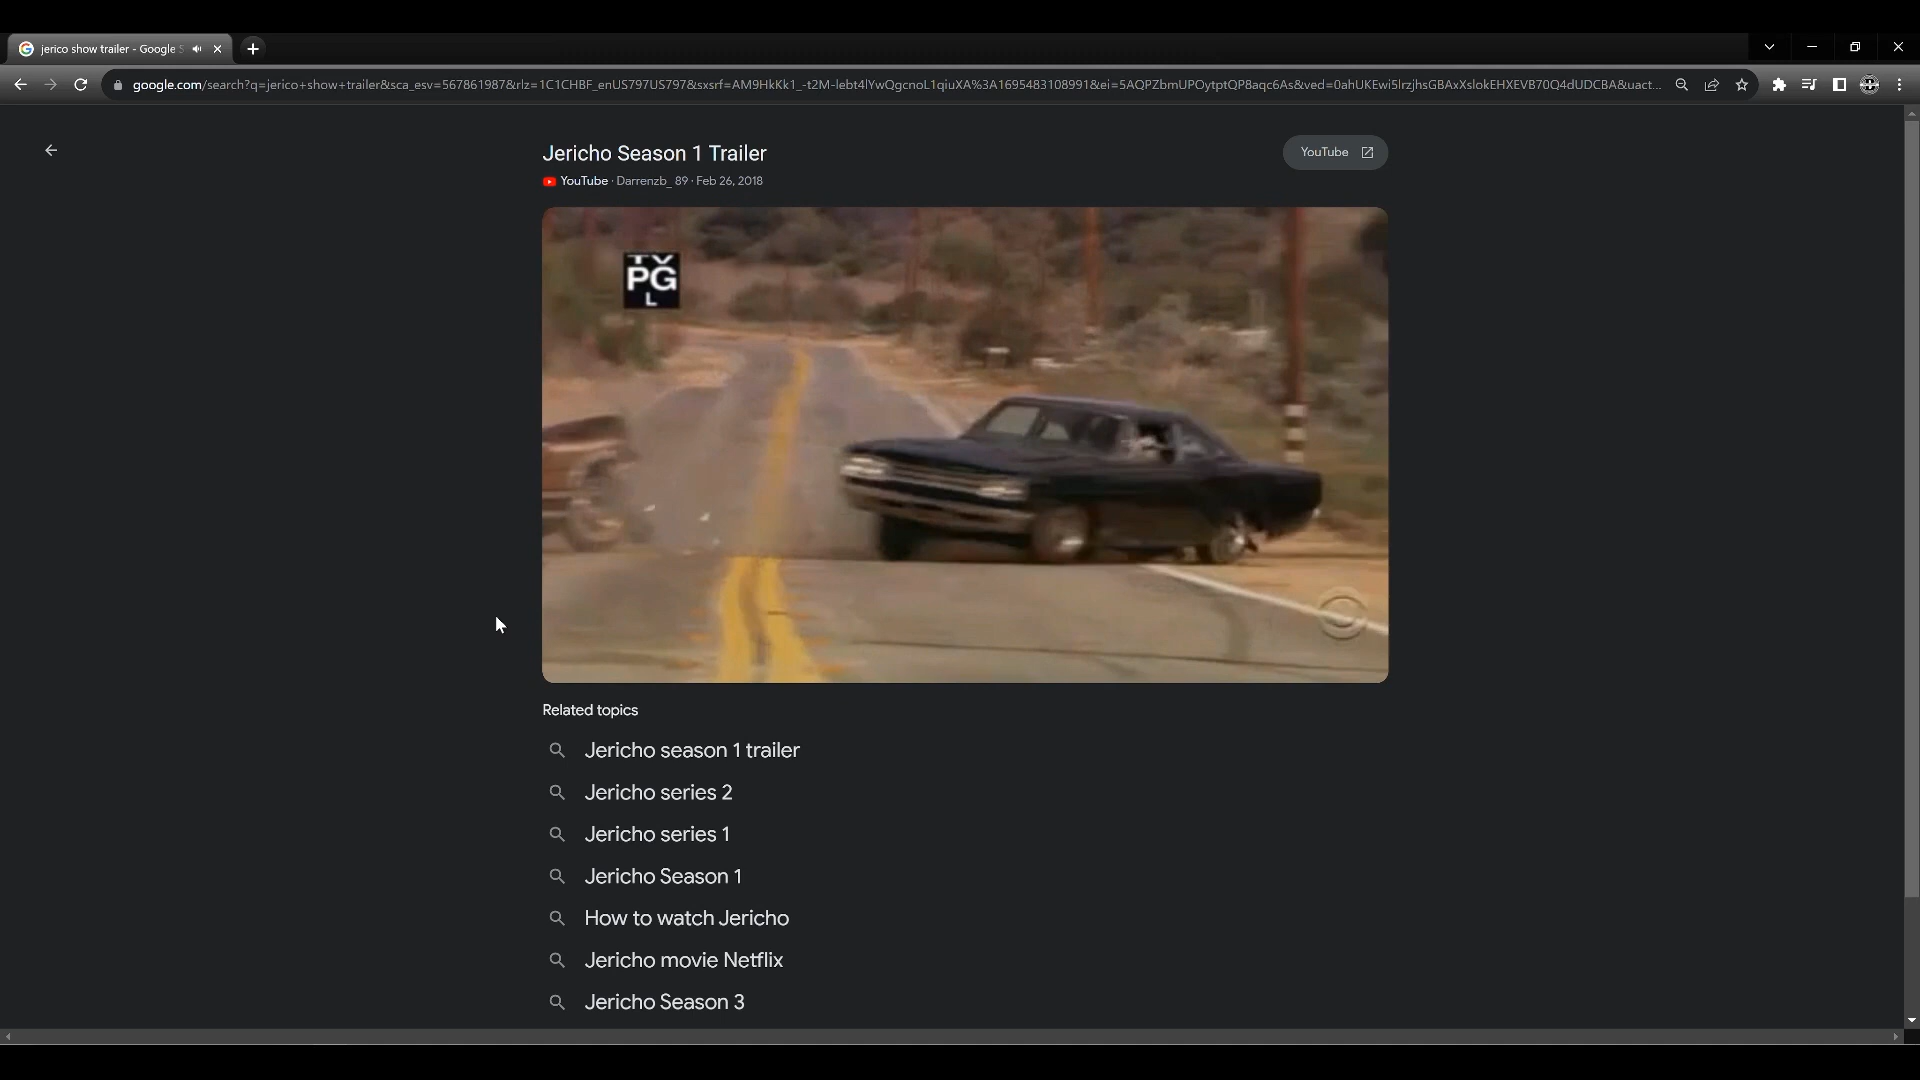 jerico show trailer - Google S
google.com/search?q=jerico+show+trailer&sca_esv=567861987&rlz=1C1CHBF_enUS797US797&sxsrf=AM9HkKk1_-t2M-lebt4lYwQgcnoL1qiuXA%3A1695483108991&ei=5AQPZbmUPOytptQP8aqc6As&ved=0ahUKEwi5lrzjhsGBAxXslokEHXEVB70Q4dUDCBA&uact...
Jericho Season 1 Trailer
YouTube
YouTube · Darrenzb_ 89 · Feb 26, 2018
TV
PG
L
Related topics
Jericho season 1 trailer
Jericho series 2
Jericho series 1
Jericho Season 1
How to watch Jericho
Jericho movie Netflix
Jericho Season 3